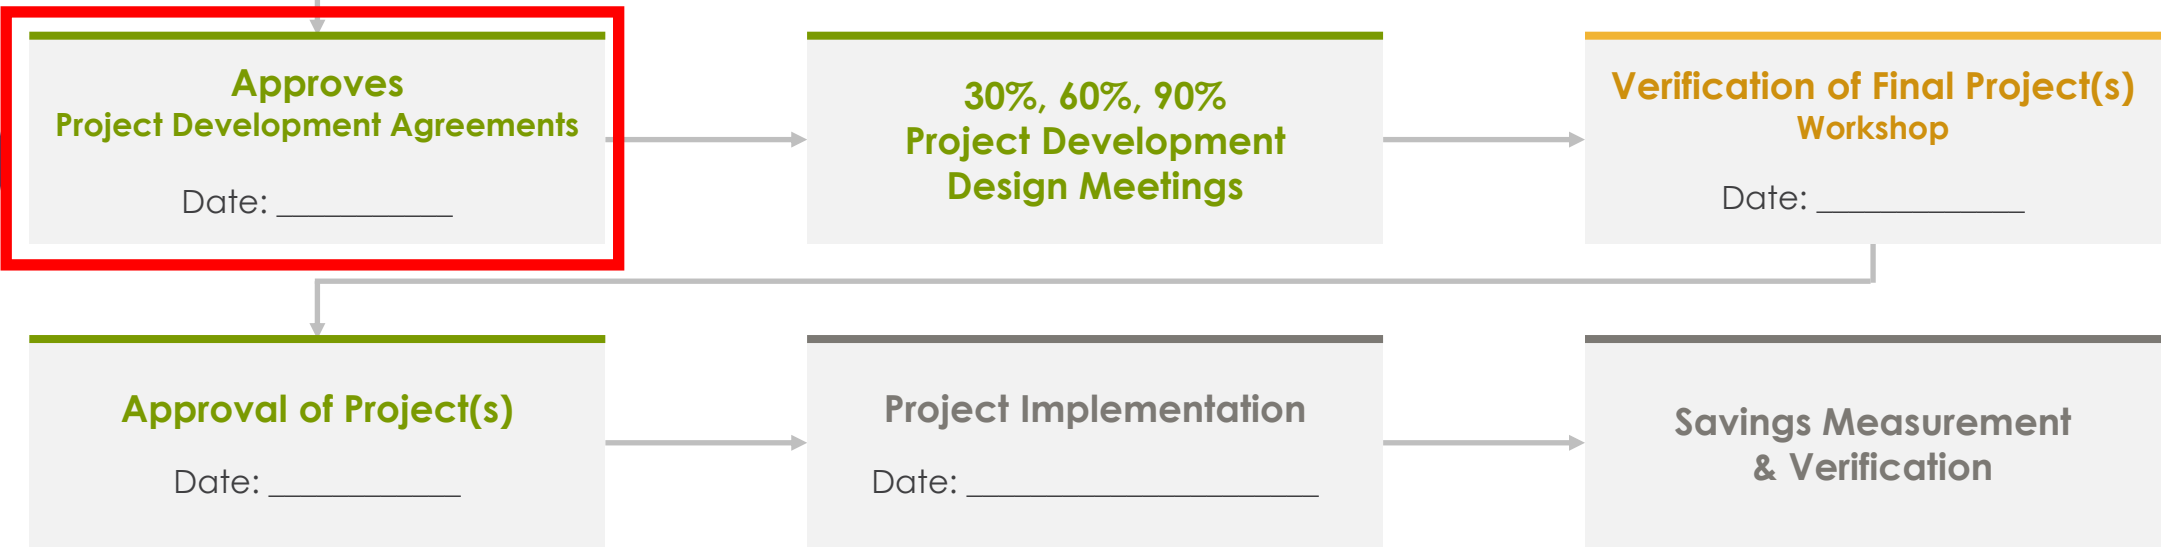 Approves
Project Development Agreements
Date: ___________
30%, 60%, 90%
Project Development
Design Meetings
Verification of Final Project(s)
Workshop
Date: _____________
Approval of Project(s)
Date: ____________
Project Implementation
Date: ______________________
Savings Measurement
& Verification